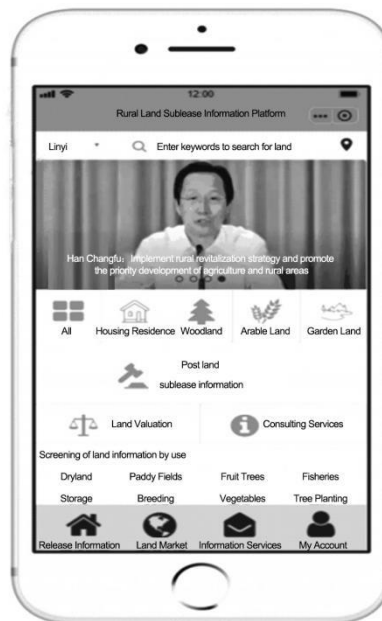 12:00
Rural Land Sublease Information Platform
Linyi
Enter keywords to search for land
Han Changfu: Implement rural revitalization strategy and promote
the priority development of agriculture and rural areas
All Housing Residence Woodland Arable Land Garden Land
Post land
sublease information
Land Valuation Consulting Services
Screening of land information by use
Dryland Paddy Fields Fruit Trees Fisheries
Storage Breeding Vegetables Tree Planting
Release Information Land Market Information Services My Account